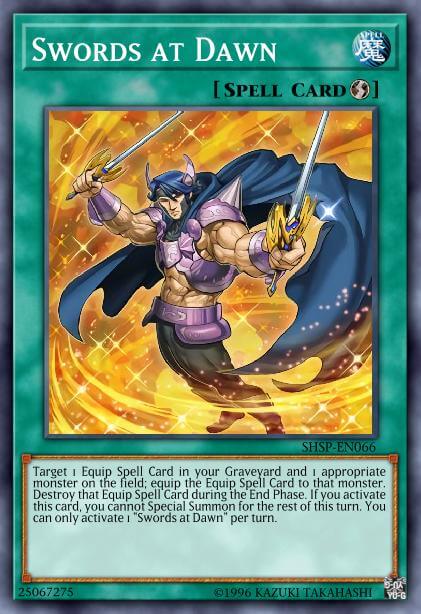 Swords at Dawn
SPELL
魔
[Spell Card]
SHSP-EN066
Target 1 Equip Spell Card in your Graveyard and 1 appropriate
monster on the field; equip the Equip Spell Card to that monster.
Destroy that Equip Spell Card during the End Phase. If you activate
this card, you cannot Special Summon for the rest of this turn. You
can only activate 1 "Swords at Dawn" per turn.
25067275
©1996 KAZUKI TAKAHASHI